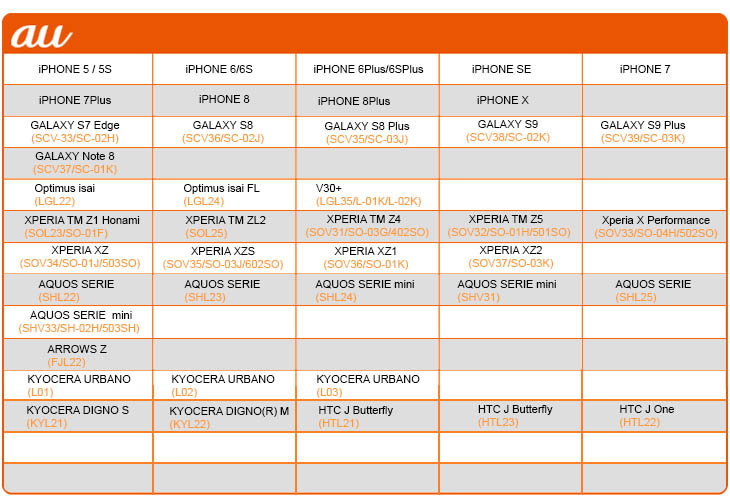 au
iPHONE 5 / 5S iPHONE 6/6S iPHONE 6Plus/6SPlus iPHONE SE iPHONE 7
iPHONE 7Plus iPHONE 8 iPHONE 8Plus iPHONE X
GALAXY S7 Edge GALAXY S8 GALAXY S8 Plus GALAXY S9 GALAXY S9 Plus
(SCV-33/SC-02H) (SCV36/SC-02J) (SCV35/SC-03J) (SCV38/SC-02K) (SCV39/SC-03K)
GALAXY Note 8
(SCV37/SC-01K)
Optimus isai Optimus isai FL V30+
(LGL22) (LGL24) (LGL35/L-01K/L-02K)
XPERIA TM Z1 Honami XPERIA TM ZL2 XPERIA TM Z4 XPERIA TM Z5 Xperia X Performance
(SOL23/SO-01F) (SOL25) (SOV31/SO-03G/402SO) (SOV32/SO-01H/501SO) (SOV33/SO-04H/502SO)
XPERIA XZ XPERIA XZS XPERIA XZ1 XPERIA XZ2
(SOV34/SO-01J/503SO) (SOV35/SO-03J/602SO) (SOV36/SO-01K) (SOV37/SO-03K)
AQUOS SERIE AQUOS SERIE AQUOS SERIE mini AQUOS SERIE mini AQUOS SERIE
(SHL22) (SHL23) (SHL24) (SHV31) (SHL25)
AQUOS SERIE mini
(SHV33/SH-02H/503SH)
ARROWS Z
(FJL22)
KYOCERA URBANO KYOCERA URBANO KYOCERA URBANO
(L01) (L02) (L03)
KYOCERA DIGNO S KYOCERA DIGNO(R) M HTC J Butterfly HTC J Butterfly HTC J One
(KYL21) (KYL22) (HTL21) (HTL23) (HTL22)